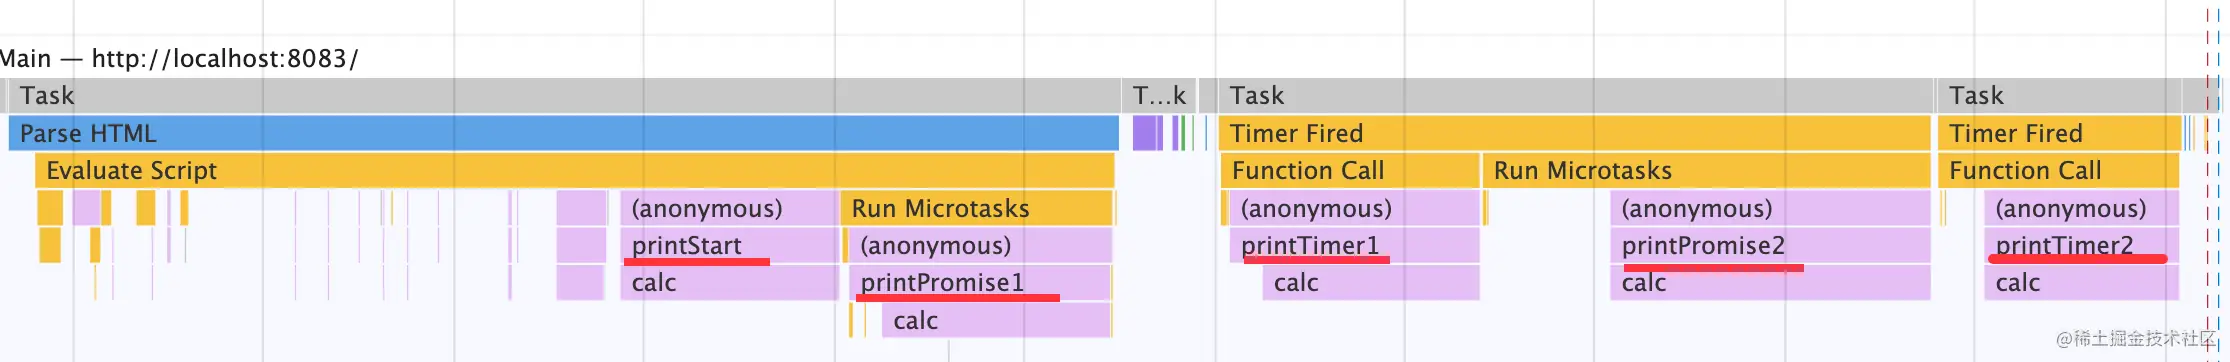 Main — http://localhost:8083/
Task T...k Task Task
Parse HTML Timer Fired Timer Fired
Evaluate Script Function Call Run Microtasks Function Call
(anonymous) Run Microtasks (anonymous) (anonymous) (anonymous)
printStart (anonymous) printTimer1 printPromise2 printTimer2
calc printPromise1 calc calc calc
calc
@稀土掘金技术社区